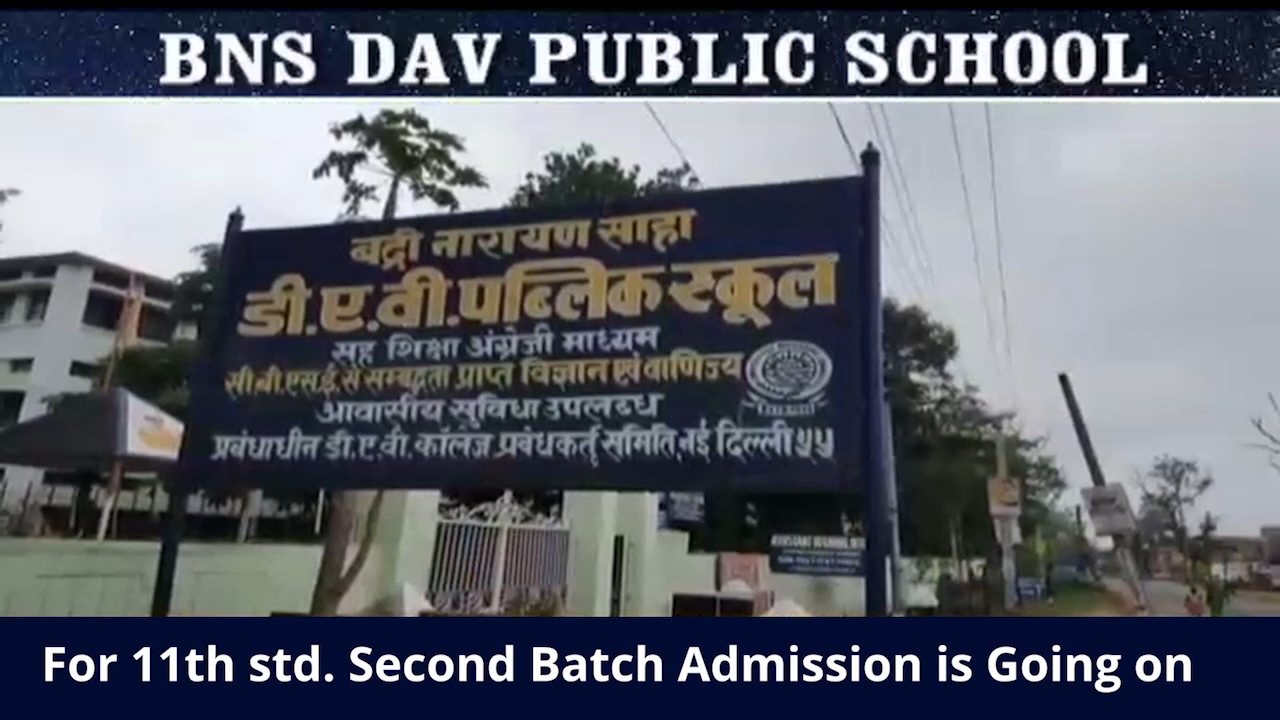 BNS DAV PUBLIC SCHOOL
बद्री नारायण साहा
डी.ए.वी.पब्लिक स्कूल
सह शिक्षा अंग्रेजी माध्यम
सी.बी.एस.ई.से सम्बद्धता प्राप्त विज्ञान एवं वाणिज्य
आवासीय सुविधा उपलब्ध
प्रबंधाधीन डी.ए.वी.कॉलेज प्रबंधकर्तृ समिति,नई दिल्ली ५५
For 11th std. Second Batch Admission is Going on